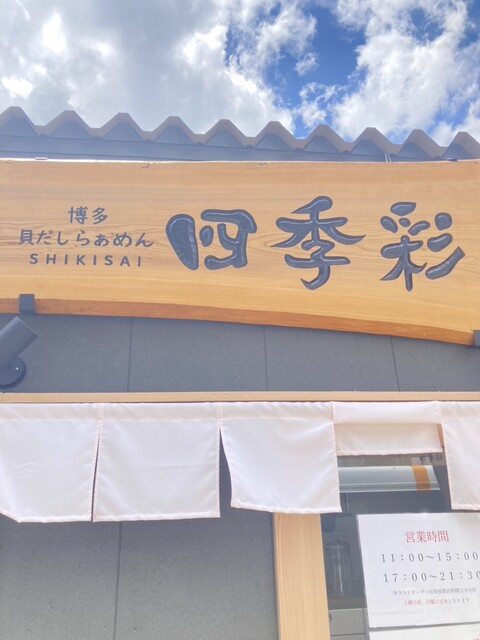 博多
貝だしらぁめん
SHIKISAI
四季彩
営業時間
11:00〜15:00
17:00〜21:30